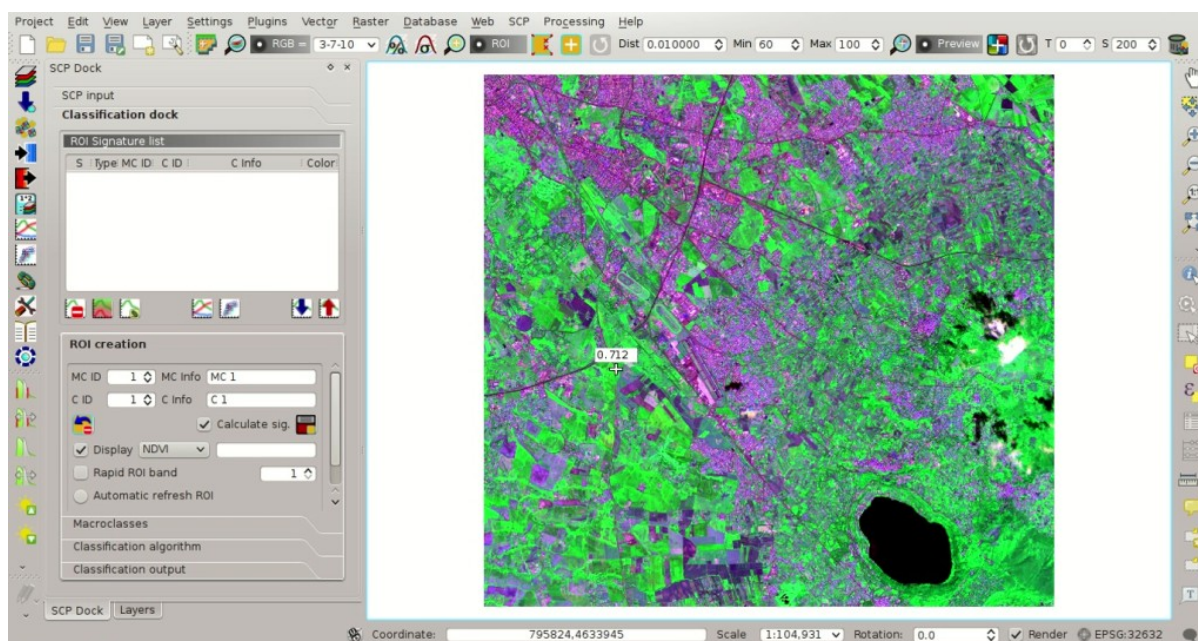 Project Edit View Layer Settings Plugins Vector Raster Database Web SCP Processing Help
RGB = 3-7-10 ROI Dist 0.010000 Min 60 Max 100 Preview T 0 S 200
SCP Dock
SCP input
Classification dock
ROI Signature list
S Type MC ID C ID C Info Color
ROI creation
MC ID 1 MC Info MC 1
C ID 1 C Info C 1
Calculate sig.
Display NDVI
Rapid ROI band 1
Automatic refresh ROI
Macroclasses
Classification algorithm
Classification output
SCP Dock Layers
0.712
Coordinate: 795824,4633945 Scale 1:104,931 Rotation: 0.0 Render EPSG:32632